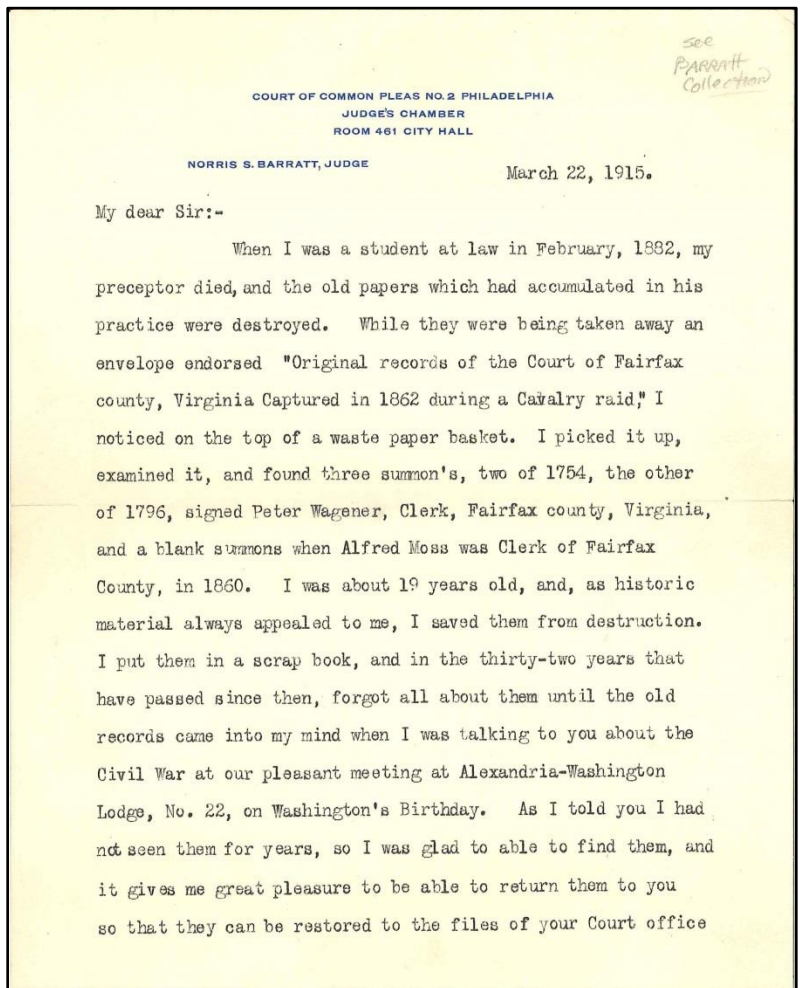 see
BARRATT
Collection
COURT OF COMMON PLEAS NO. 2 PHILADELPHIA
JUDGE'S CHAMBER
ROOM 461 CITY HALL
NORRIS S. BARRATT, JUDGE
March 22, 1915.
My dear Sir:-
When I was a student at law in February, 1882, my
preceptor died, and the old papers which had accumulated in his
practice were destroyed. While they were being taken away an
envelope endorsed "Original records of the Court of Fairfax
county, Virginia Captured in 1862 during a Cavalry raid," I
noticed on the top of a waste paper basket. I picked it up,
examined it, and found three summon's, two of 1754, the other
of 1796, signed Peter Wagener, Clerk, Fairfax county, Virginia,
and a blank summons when Alfred Moss was Clerk of Fairfax
County, in 1860. I was about 19 years old, and, as historic
material always appealed to me, I saved them from destruction.
I put them in a scrap book, and in the thirty-two years that
have passed since then, forgot all about them until the old
records came into my mind when I was talking to you about the
Civil War at our pleasant meeting at Alexandria-Washington
Lodge, No. 22, on Washington's Birthday. As I told you I had
not seen them for years, so I was glad to able to find them, and
it gives me great pleasure to be able to return them to you
so that they can be restored to the files of your Court office